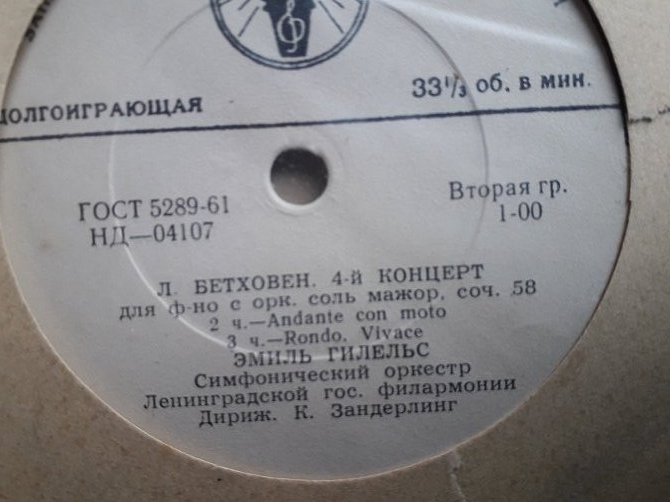 ДОЛГОИГРАЮЩАЯ
33⅓ об. в мин.
ГОСТ 5289-61
НД—04107
Вторая гр.
1-00
Л. БЕТХОВЕН. 4-й КОНЦЕРТ
для ф-но с орк. соль мажор, соч. 58
2 ч.—Andante con moto
3 ч.—Rondo. Vivace
ЭМИЛЬ ГИЛЕЛЬС
Симфонический оркестр
Ленинградской гос. филармонии
Дириж. К. Зандерлинг